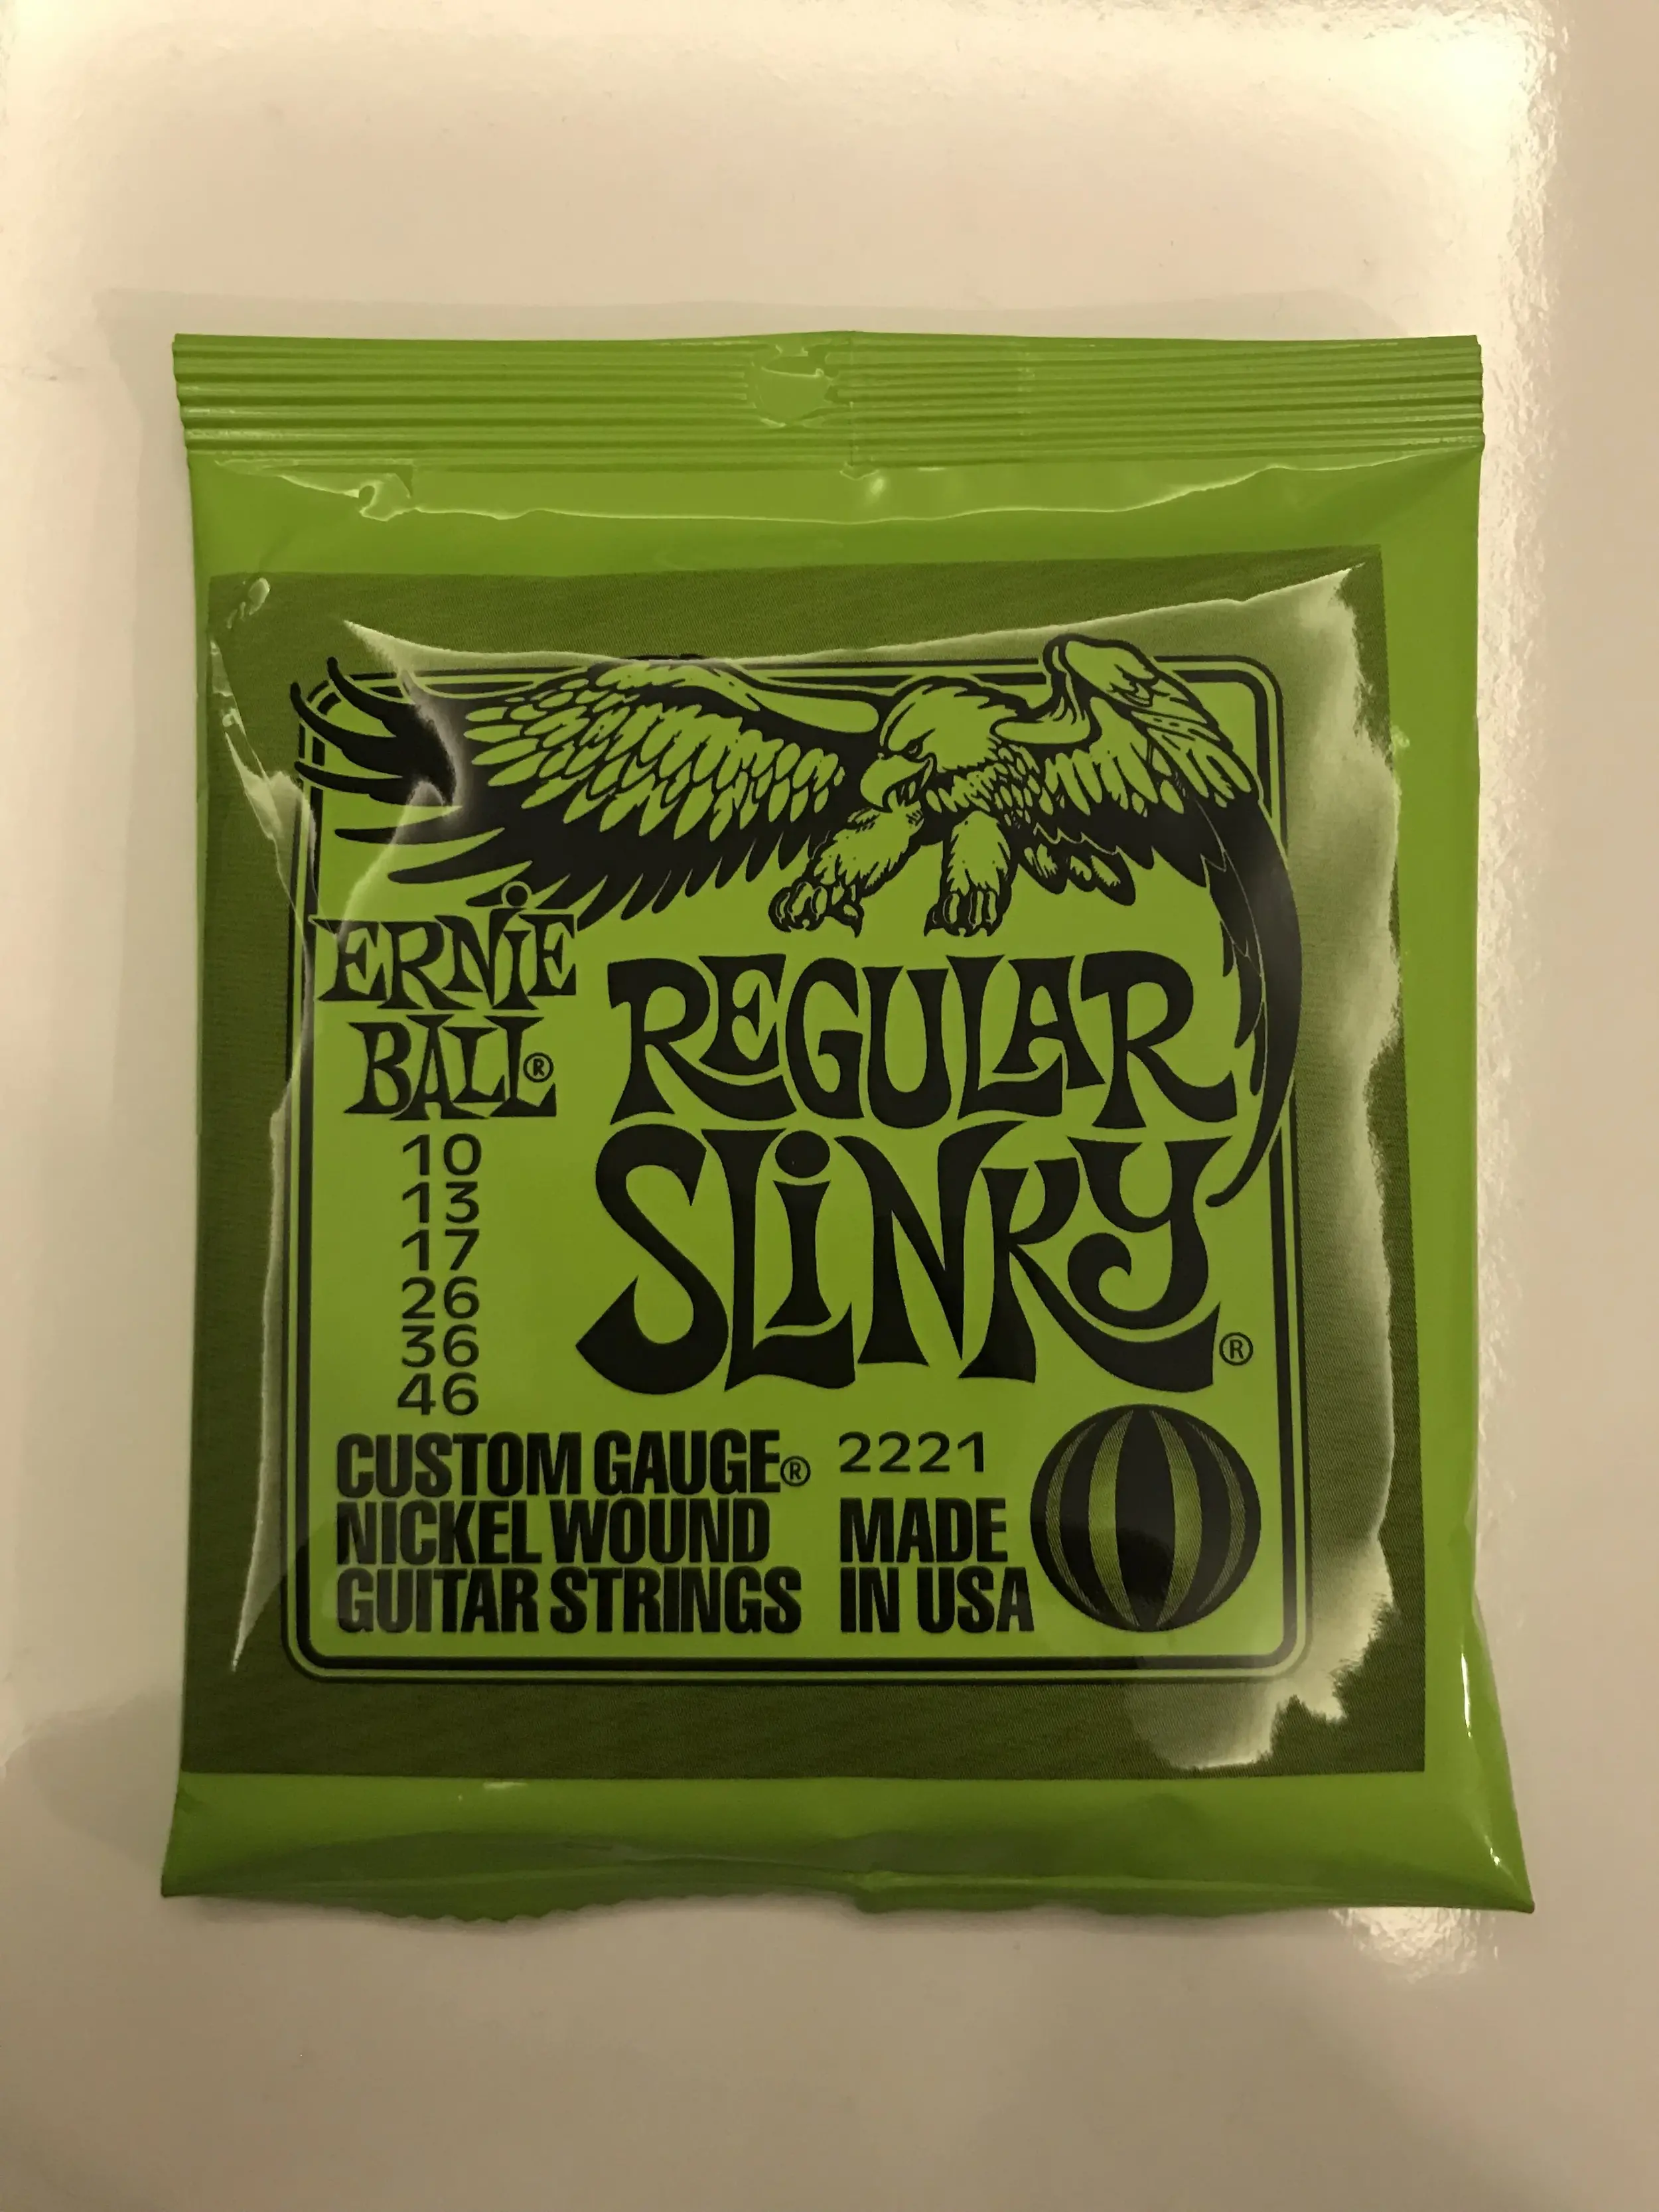 ERNIE
BALL®
REGULAR
SLINKY®
10
13
17
26
36
46
CUSTOM GAUGE®
NICKEL WOUND
GUITAR STRINGS
2221
MADE
IN USA